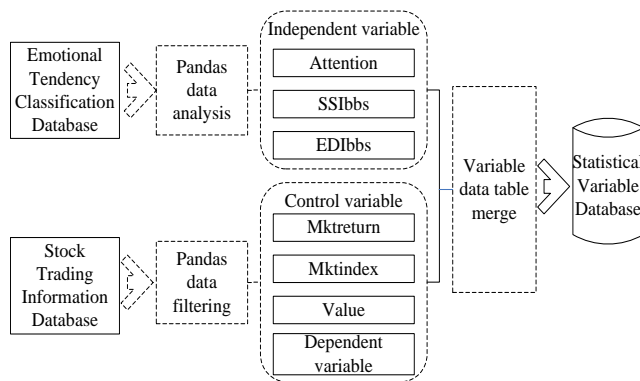 Emotional
Tendency
Classification
Database
Pandas
data
analysis
Independent variable
Attention
SSIbbs
EDIbbs
Stock
Trading
Information
Database
Pandas
data
filtering
Control variable
Mktreturn
Mktindex
Value
Dependent
variable
Variable
data table
merge
Statistical
Variable
Database